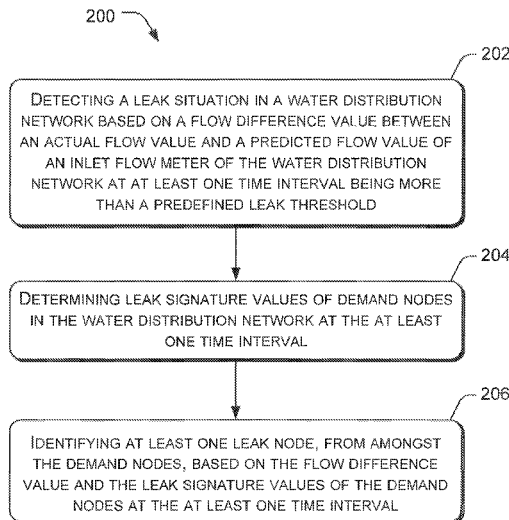 200
202
DETECTING A LEAK SITUATION IN A WATER DISTRIBUTION
NETWORK BASED ON A FLOW DIFFERENCE VALUE BETWEEN
AN ACTUAL FLOW VALUE AND A PREDICTED FLOW VALUE OF
AN INLET FLOW METER OF THE WATER DISTRIBUTION
NETWORK AT AT LEAST ONE TIME INTERVAL BEING MORE
THAN A PREDEFINED LEAK THRESHOLD
204
DETERMINING LEAK SIGNATURE VALUES OF DEMAND NODES
IN THE WATER DISTRIBUTION NETWORK AT THE AT LEAST
ONE TIME INTERVAL
206
IDENTIFYING AT LEAST ONE LEAK NODE, FROM AMONGST
THE DEMAND NODES, BASED ON THE FLOW DIFFERENCE
VALUE AND THE LEAK SIGNATURE VALUES OF THE DEMAND
NODES AT THE AT LEAST ONE TIME INTERVAL